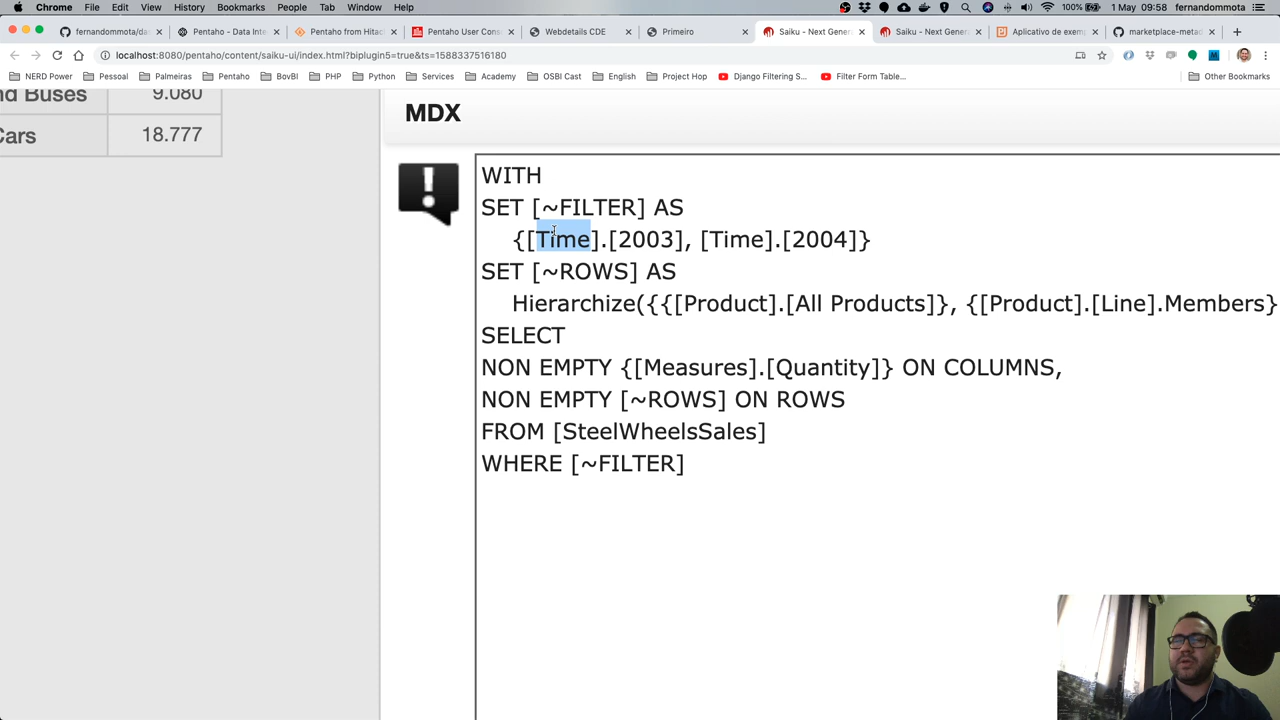 Chrome File Edit View History Bookmarks People Tab Window Help 100% 1 May 09:58 fernandommota
fernandommota/da Pentaho - Data Inte Pentaho from Hitac Pentaho User Cons Webdetails CDE Primeiro Saiku - Next Gener Saiku - Next Gener Aplicativo de exem marketplace-metad
localhost:8080/pentaho/content/saiku-ui/index.html?biplugin5=true&ts=1588337516180
NERD Power Pessoal Palmeiras Pentaho BovBI PHP Python Services Academy OSBI Cast English Project Hop Django Filtering S... Filter Form Table... Other Bookmarks
nd Buses 9.080
Cars 18.777
MDX
WITH
SET [~FILTER] AS
{[Time].[2003], [Time].[2004]}
SET [~ROWS] AS
Hierarchize({{[Product].[All Products]}, {[Product].[Line].Members}
SELECT
NON EMPTY {[Measures].[Quantity]} ON COLUMNS,
NON EMPTY [~ROWS] ON ROWS
FROM [SteelWheelsSales]
WHERE [~FILTER]